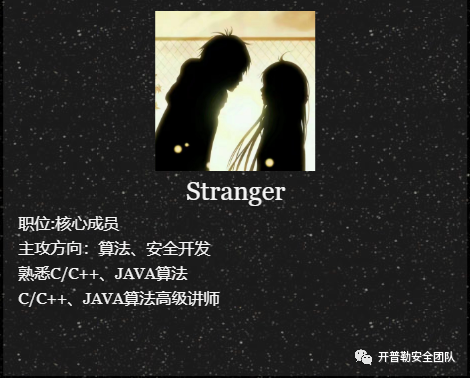 Stranger
职位:核心成员
主攻方向：算法、安全开发
熟悉C/C++、JAVA算法
C/C++、JAVA算法高级讲师
开普勒安全团队